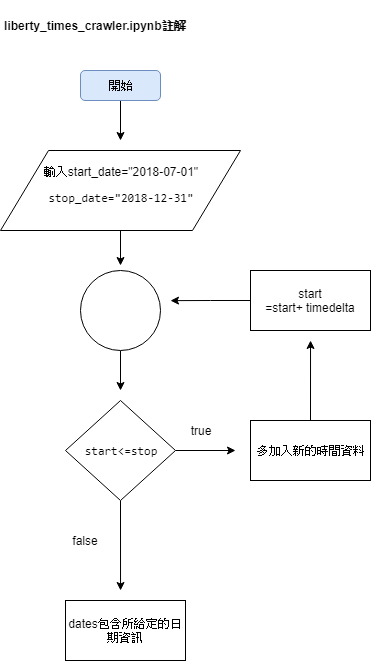 liberty_times_crawler.ipynb註解
開始
輸入start_date="2018-07-01"
stop_date="2018-12-31"
start
=start+ timedelta
start<=stop
true
多加入新的時間資料
false
dates包含所給定的日
期資訊